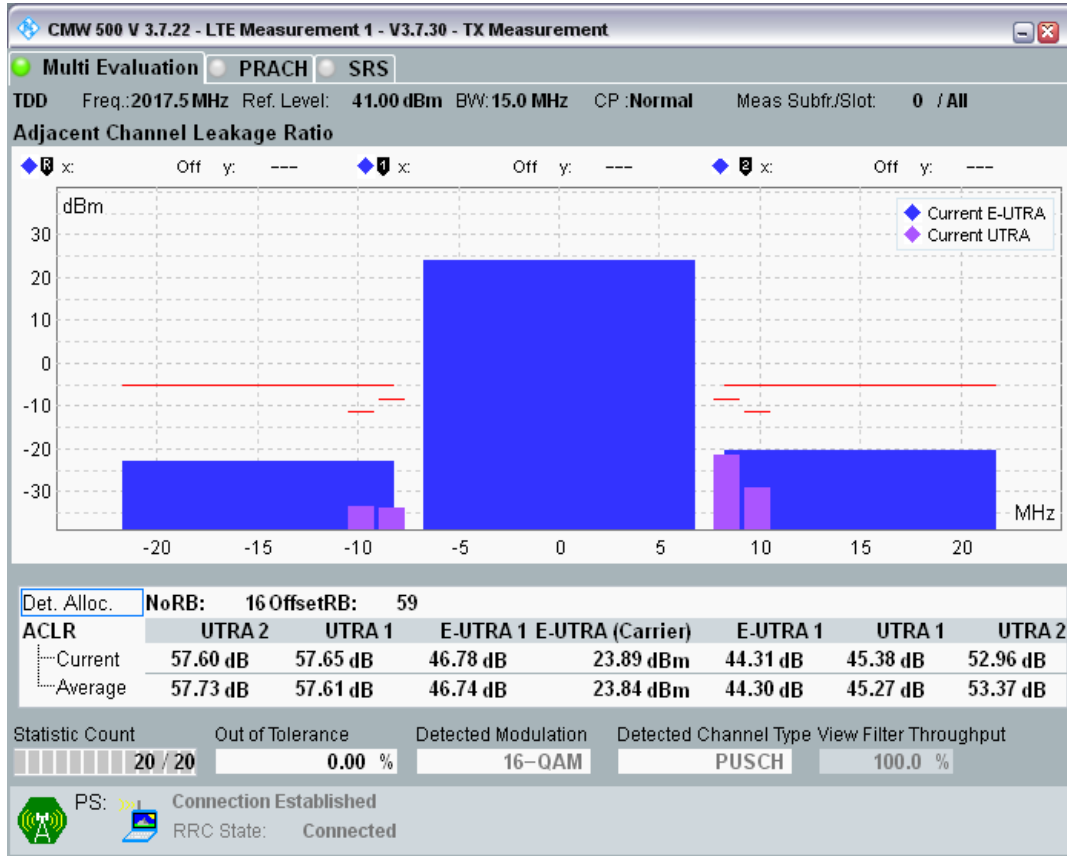 CMW 500 V 3.7.22 - LTE Measurement 1 - V3.7.30 - TX Measurement
Multi Evaluation PRACH SRS
TDD Freq.:2017.5 MHz Ref. Level: 41.00 dBm BW:15.0 MHz CP :Normal Meas Subfr./Slot: 0 / All
Adjacent Channel Leakage Ratio
R x: Off y: --- 1 x: Off y: --- 2 x: Off y: ---
dBm
Current E-UTRA
Current UTRA
30
20
10
0
-10
-20
-30
MHz
-20 -15 -10 -5 0 5 10 15 20
Det. Alloc. NoRB: 16 OffsetRB: 59
ACLR UTRA 2 UTRA 1 E-UTRA 1 E-UTRA (Carrier) E-UTRA 1 UTRA 1 UTRA 2
Current 57.60 dB 57.65 dB 46.78 dB 23.89 dBm 44.31 dB 45.38 dB 52.96 dB
Average 57.73 dB 57.61 dB 46.74 dB 23.84 dBm 44.30 dB 45.27 dB 53.37 dB
Statistic Count Out of Tolerance Detected Modulation Detected Channel Type View Filter Throughput
20 / 20 0.00 % 16-QAM PUSCH 100.0 %
PS: Connection Established
RRC State: Connected